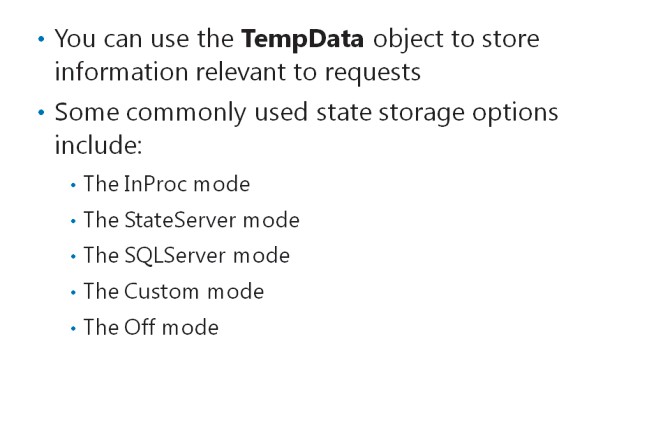 • You can use the TempData object to store
information relevant to requests
• Some commonly used state storage options
include:
• The InProc mode
• The StateServer mode
• The SQLServer mode
• The Custom mode
• The Off mode